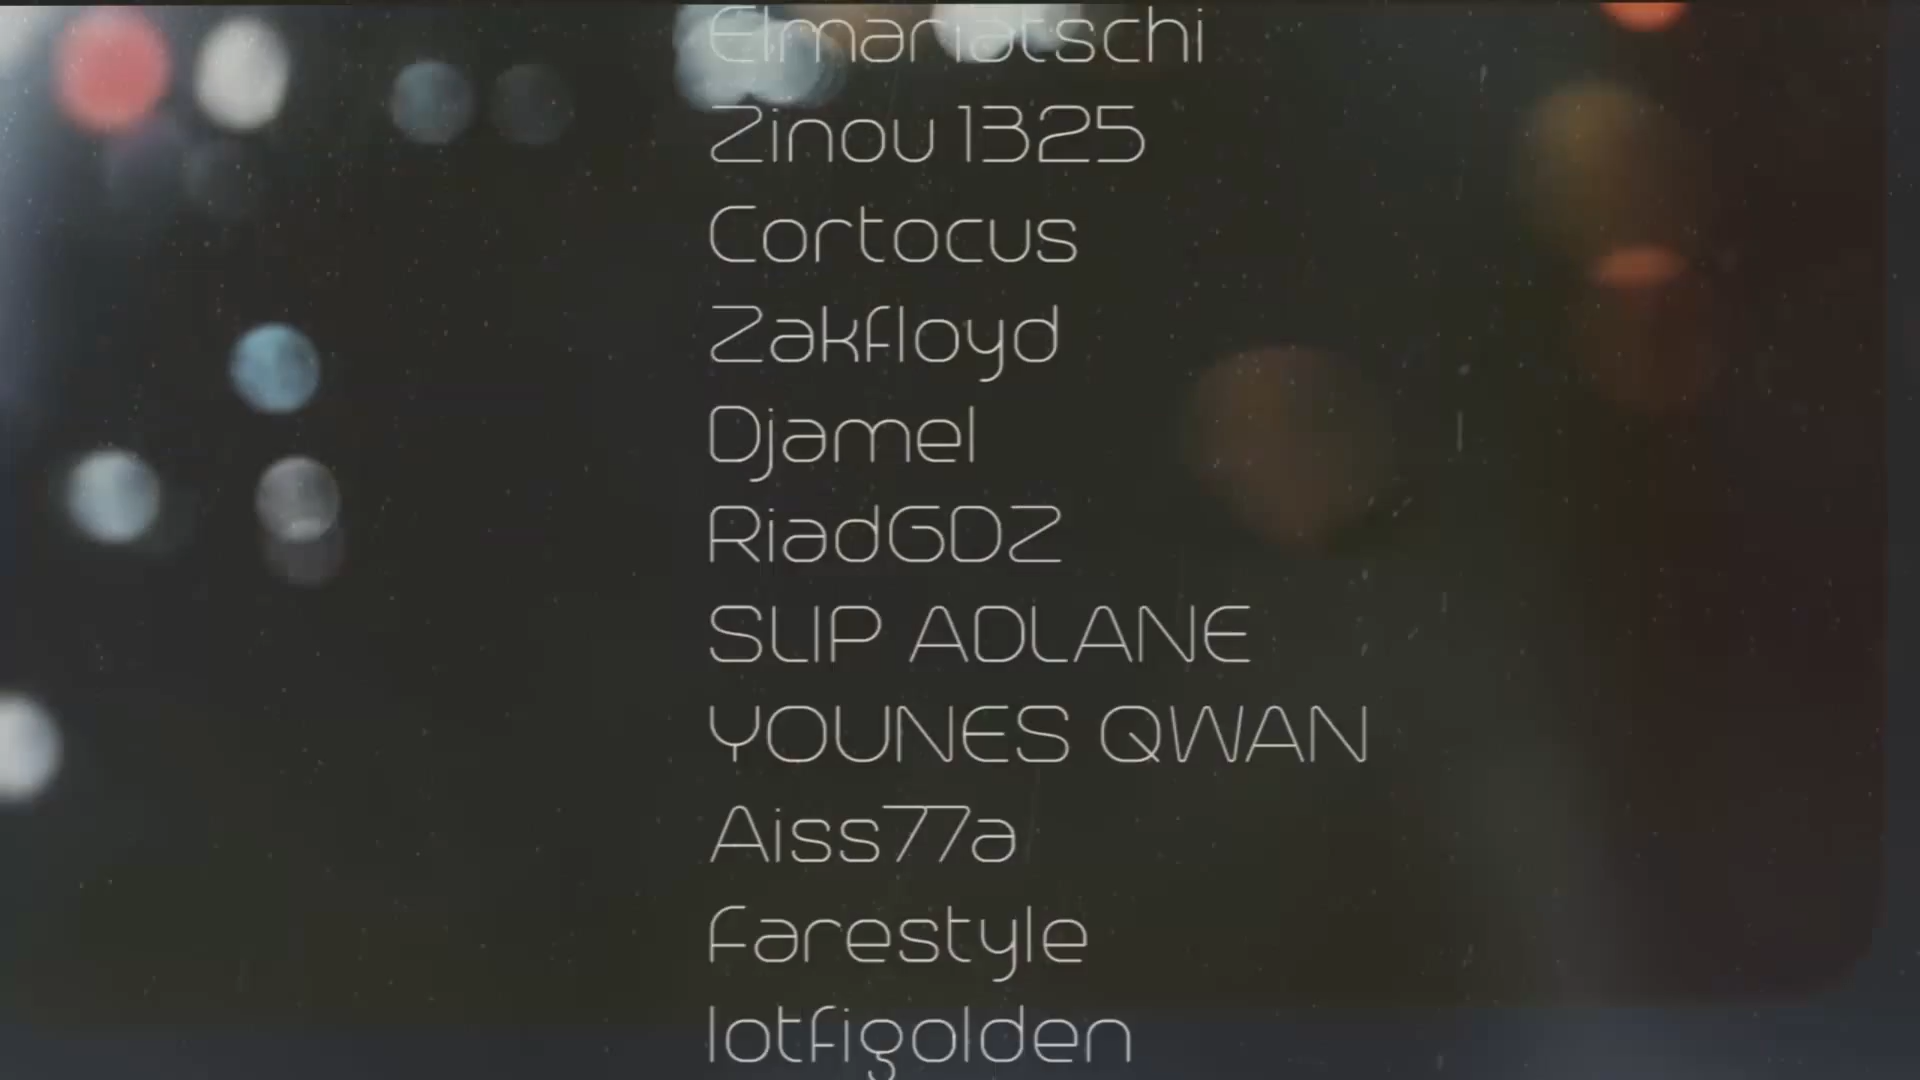 Elmariatschi
Zinou 1325
Cortocus
Zakfloyd
Djamel
RiadGDZ
SLIP ADLANE
YOUNES QWAN
Aiss77a
Farestyle
lotfigolden